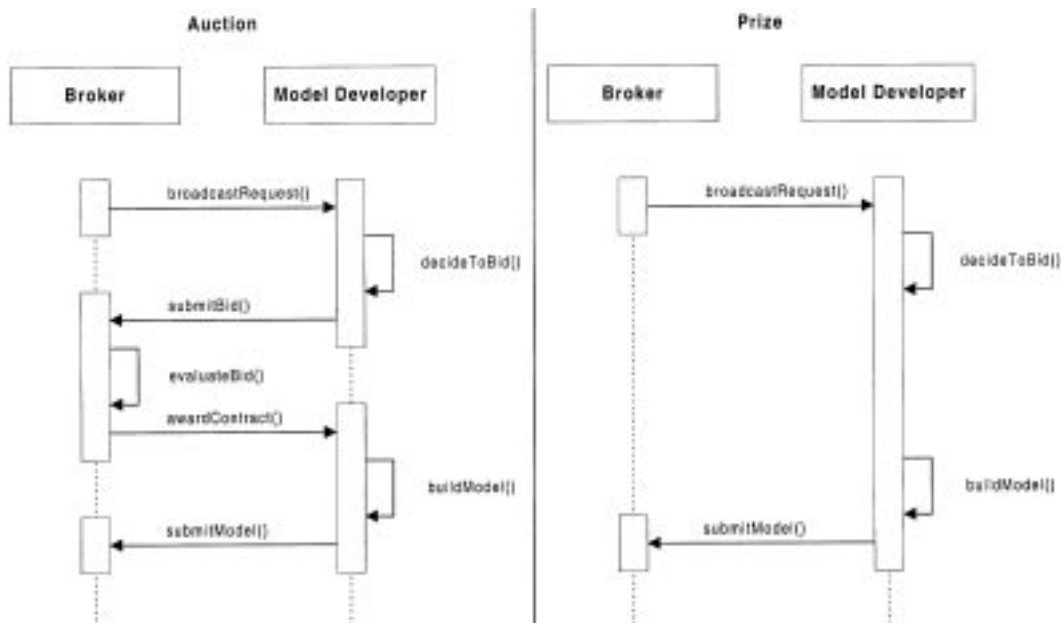 Auction
Broker
Model Developer
broadcastRequest()
decideToBid()
submitBid()
evaluateBid()
awardContract()
buildModel()
submitModel()
Prize
Broker
Model Developer
broadcastRequest()
decideToBid()
buildModel()
submitModel()